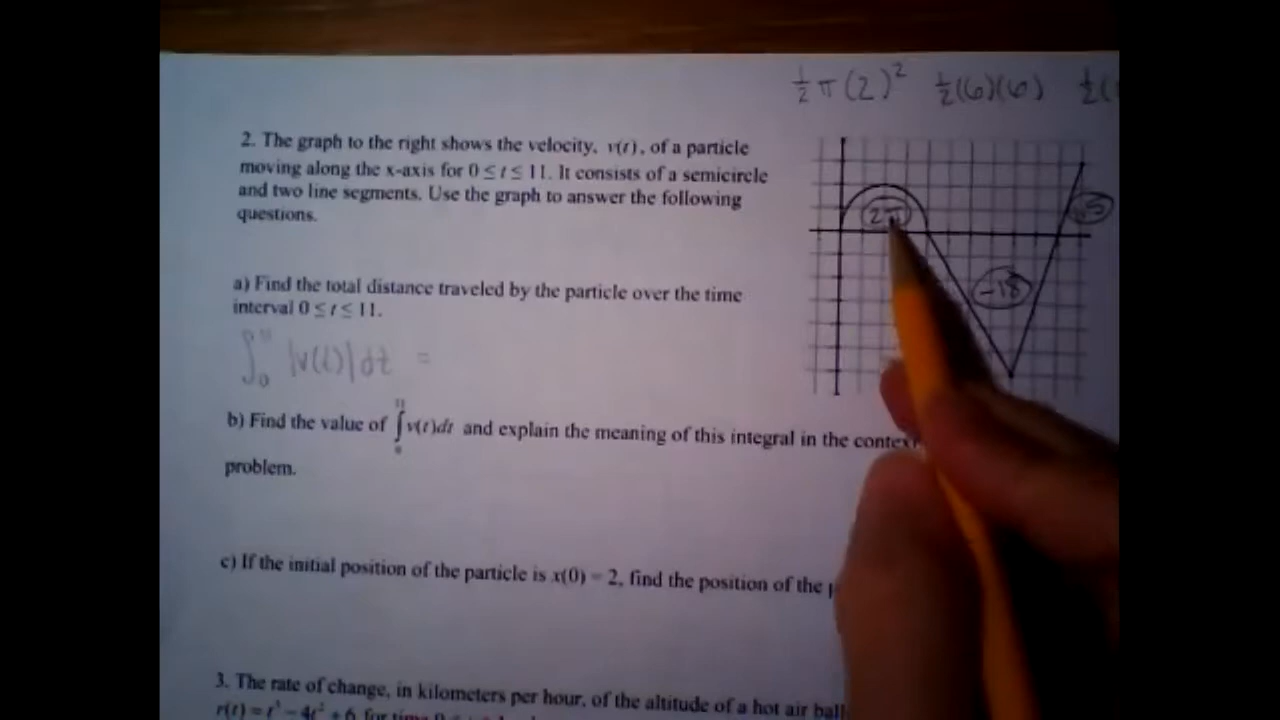 ½π(2)² ½(6)(6) ½(
2. The graph to the right shows the velocity, v(t), of a particle
moving along the x-axis for 0 ≤ t ≤ 11. It consists of a semicircle
and two line segments. Use the graph to answer the following
questions.
2π
-18
a) Find the total distance traveled by the particle over the time
interval 0 ≤ t ≤ 11.
∫₀¹¹ |v(t)| dt =
b) Find the value of ∫₀¹¹ v(t)dt and explain the meaning of this integral in the context
problem.
c) If the initial position of the particle is x(0) = 2, find the position of the
3. The rate of change, in kilometers per hour, of the altitude of a hot air